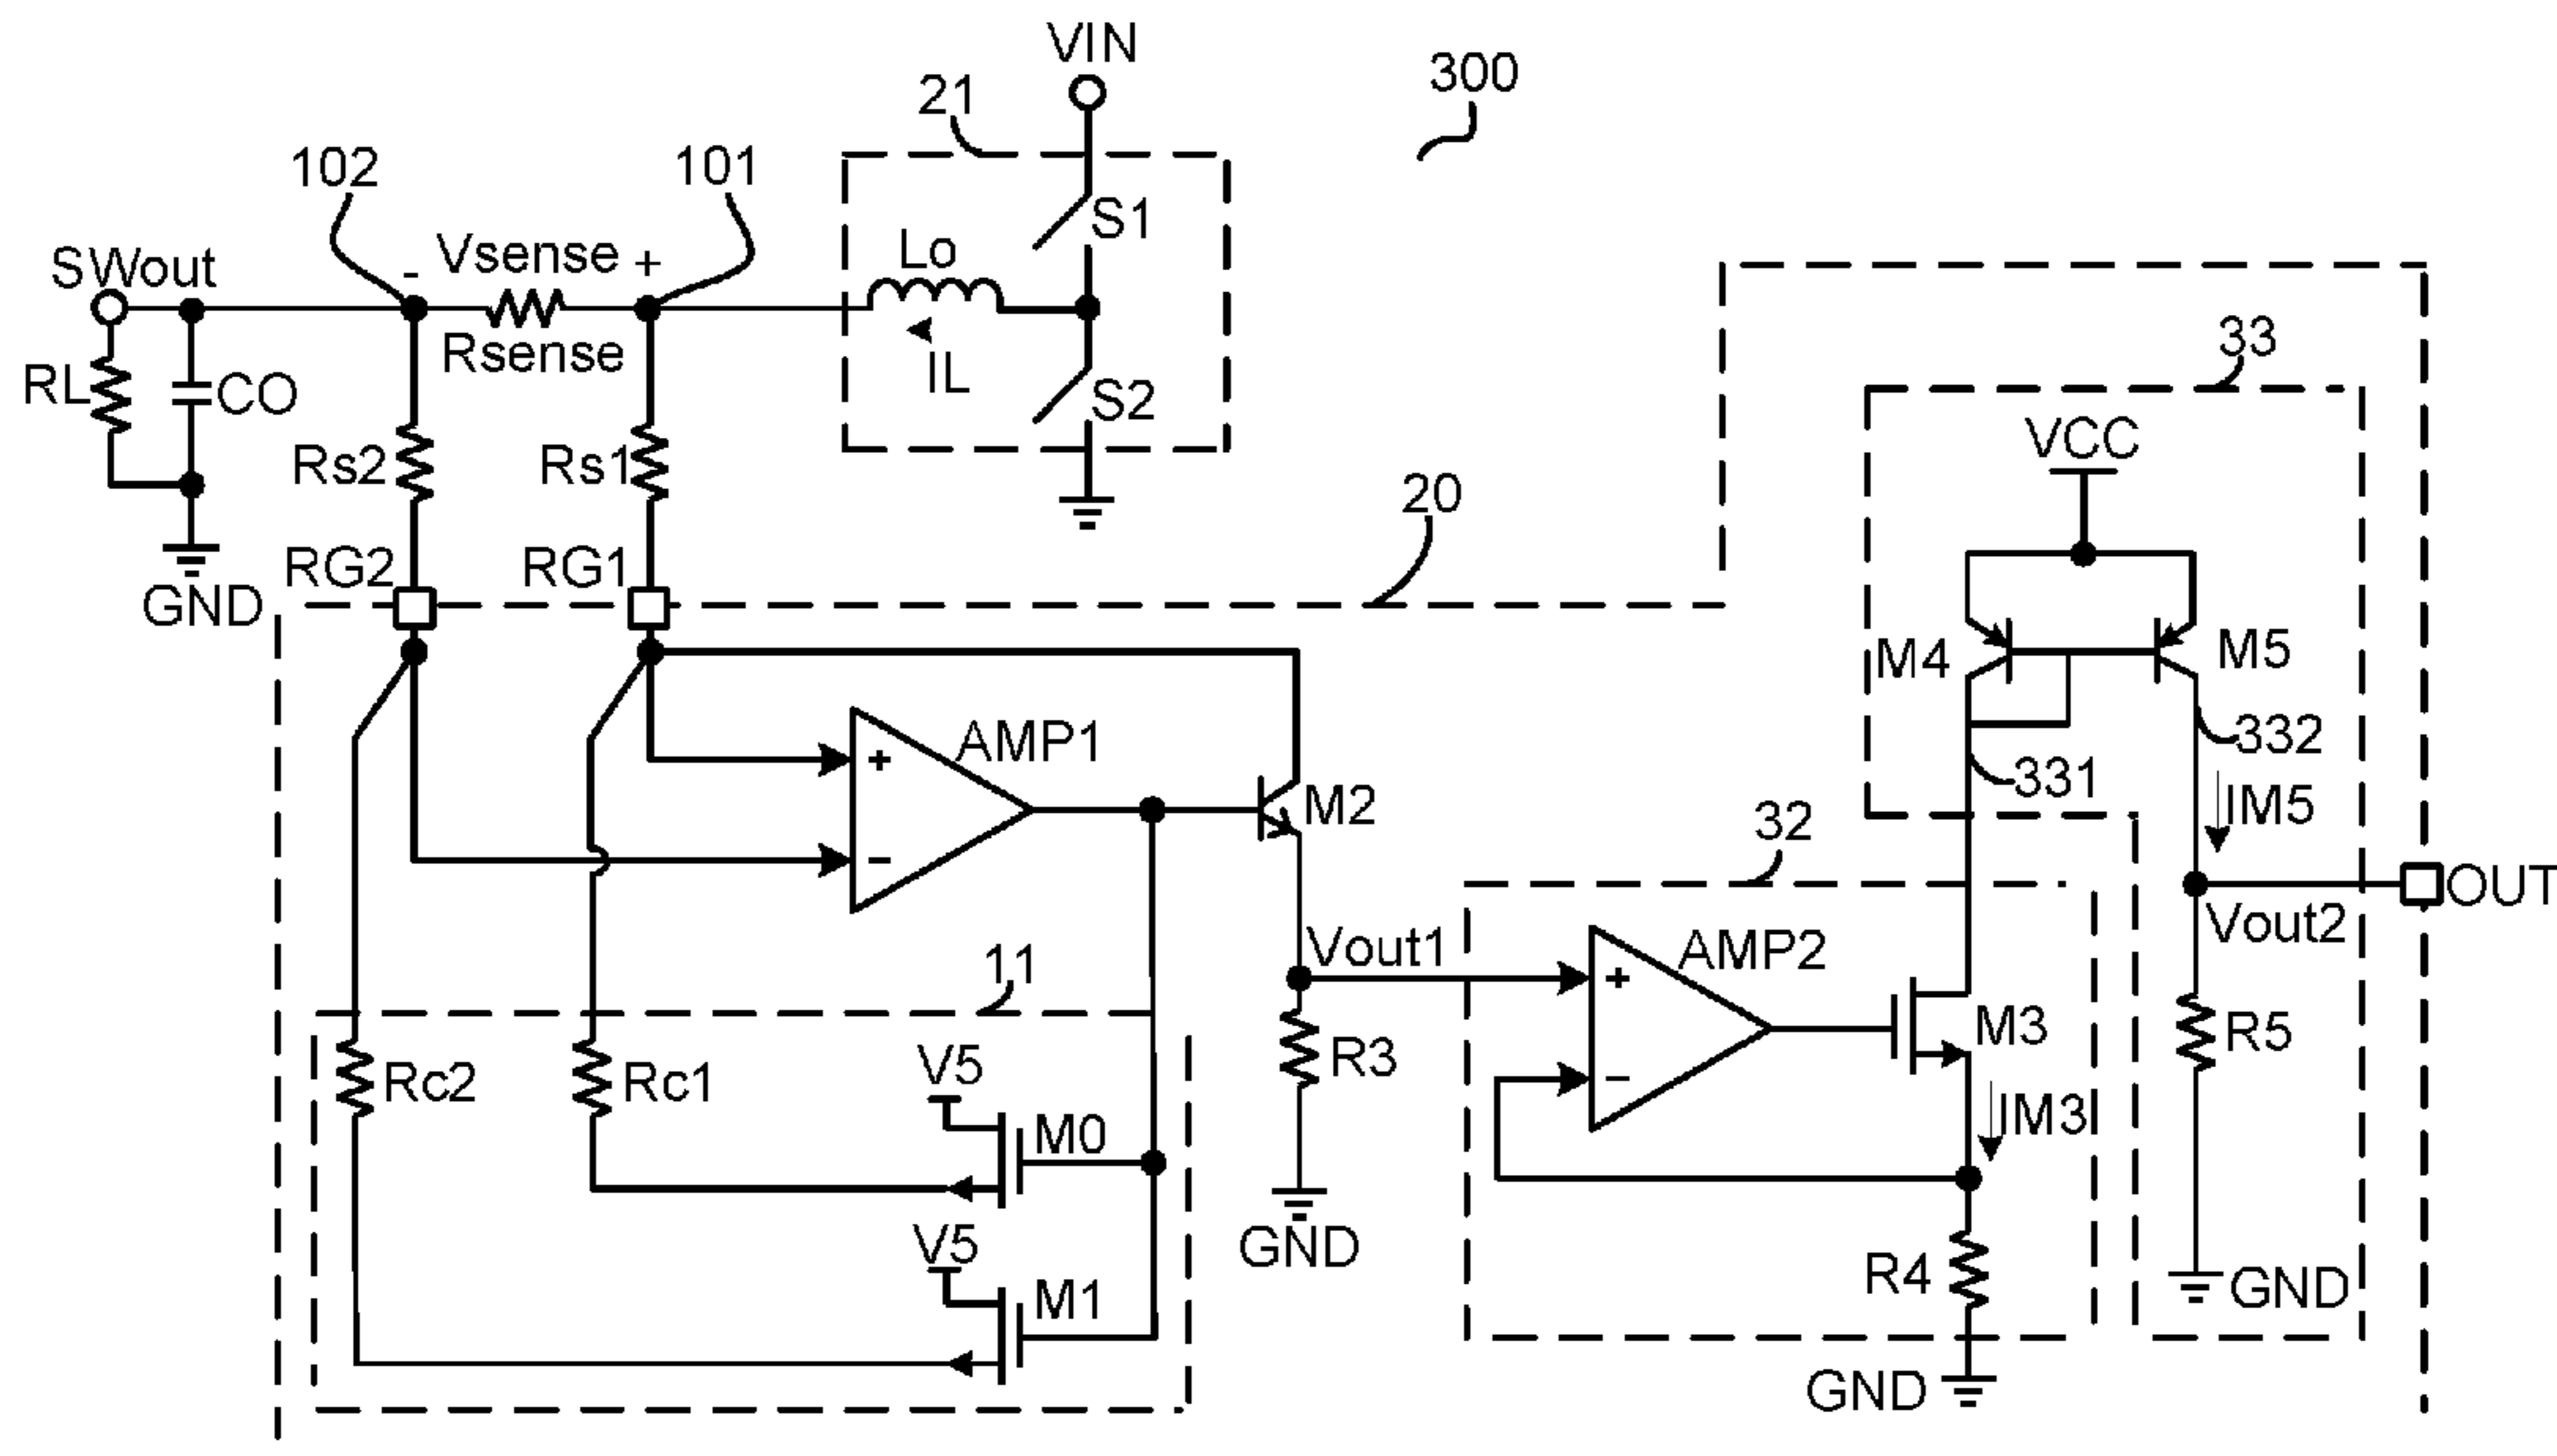 VIN
300
21
102
101
S1
SWout
-
Vsense
+
Lo
Rsense
IL
33
RL
CO
S2
VCC
Rs2
Rs1
20
RG2
RG1
GND
M4
M5
AMP1
+
332
331
M2
IM5
32
-
OUT
Vout1
AMP2
Vout2
11
+
M3
R5
V5
R3
Rc2
Rc1
-
M0
IM3
V5
GND
R4
GND
M1
GND